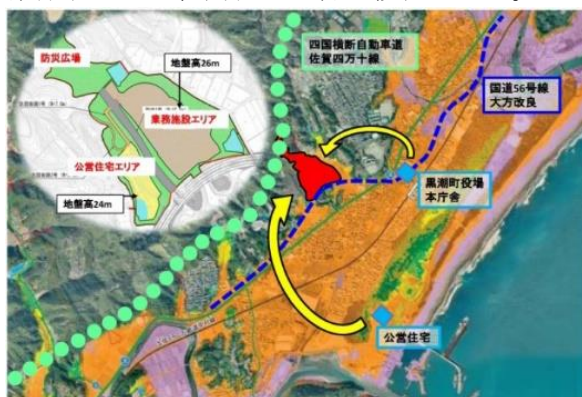 防災広場
地盤高26m
業務施設エリア
公営住宅エリア
地盤高24m
四国横断自動車道
佐賀四万十線
国道56号線
大方改良
黒潮町役場
本庁舎
公営住宅